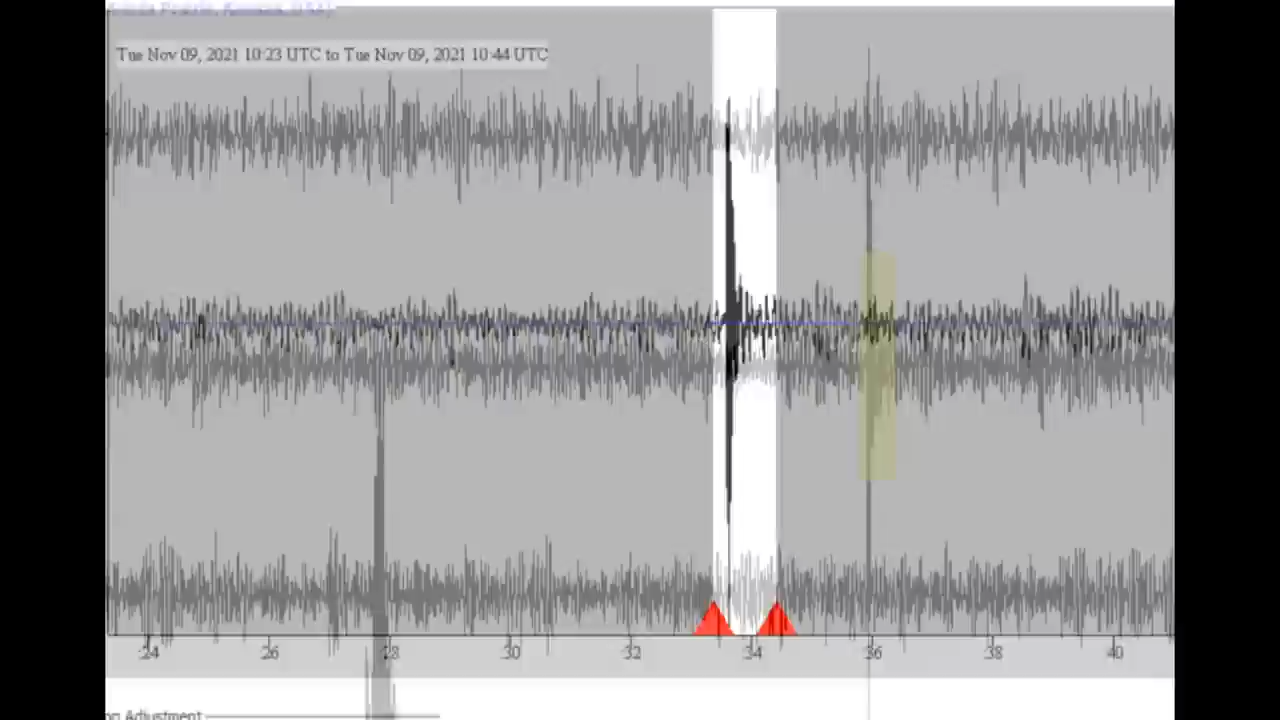 USA)
Tue Nov 09, 2021 10:23 UTC to Tue Nov 09, 2021 10:44 UTC
24 26 28 30 32 34 36 38 40
Adjustment